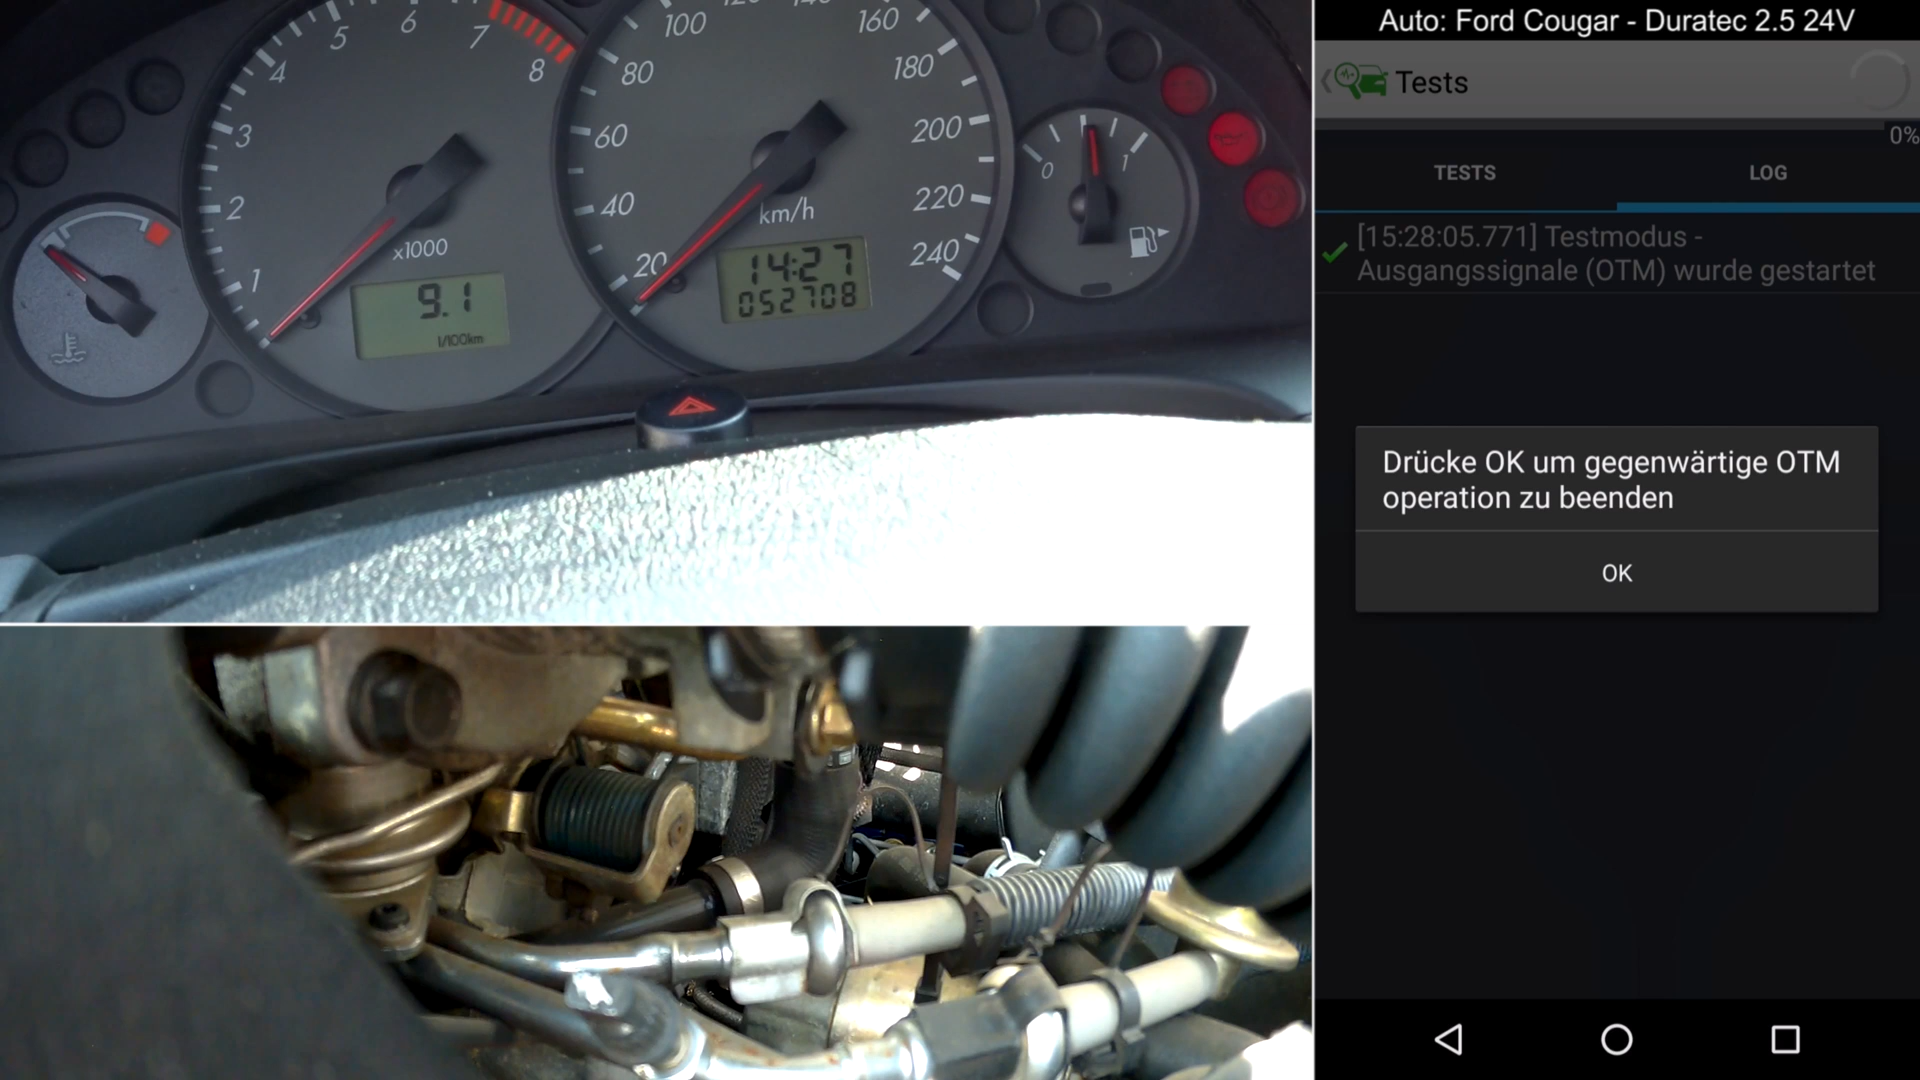 Auto: Ford Cougar - Duratec 2.5 24V
Tests
0%
TESTS
LOG
[15:28:05.771] Testmodus -
Ausgangssignale (OTM) wurde gestartet
Drücke OK um gegenwärtige OTM
operation zu beenden
OK
1
2
3
4
5
6
7
8
x1000
9.1
l/100km
20
40
60
80
100
160
180
200
220
240
km/h
14:27
052708
0
1